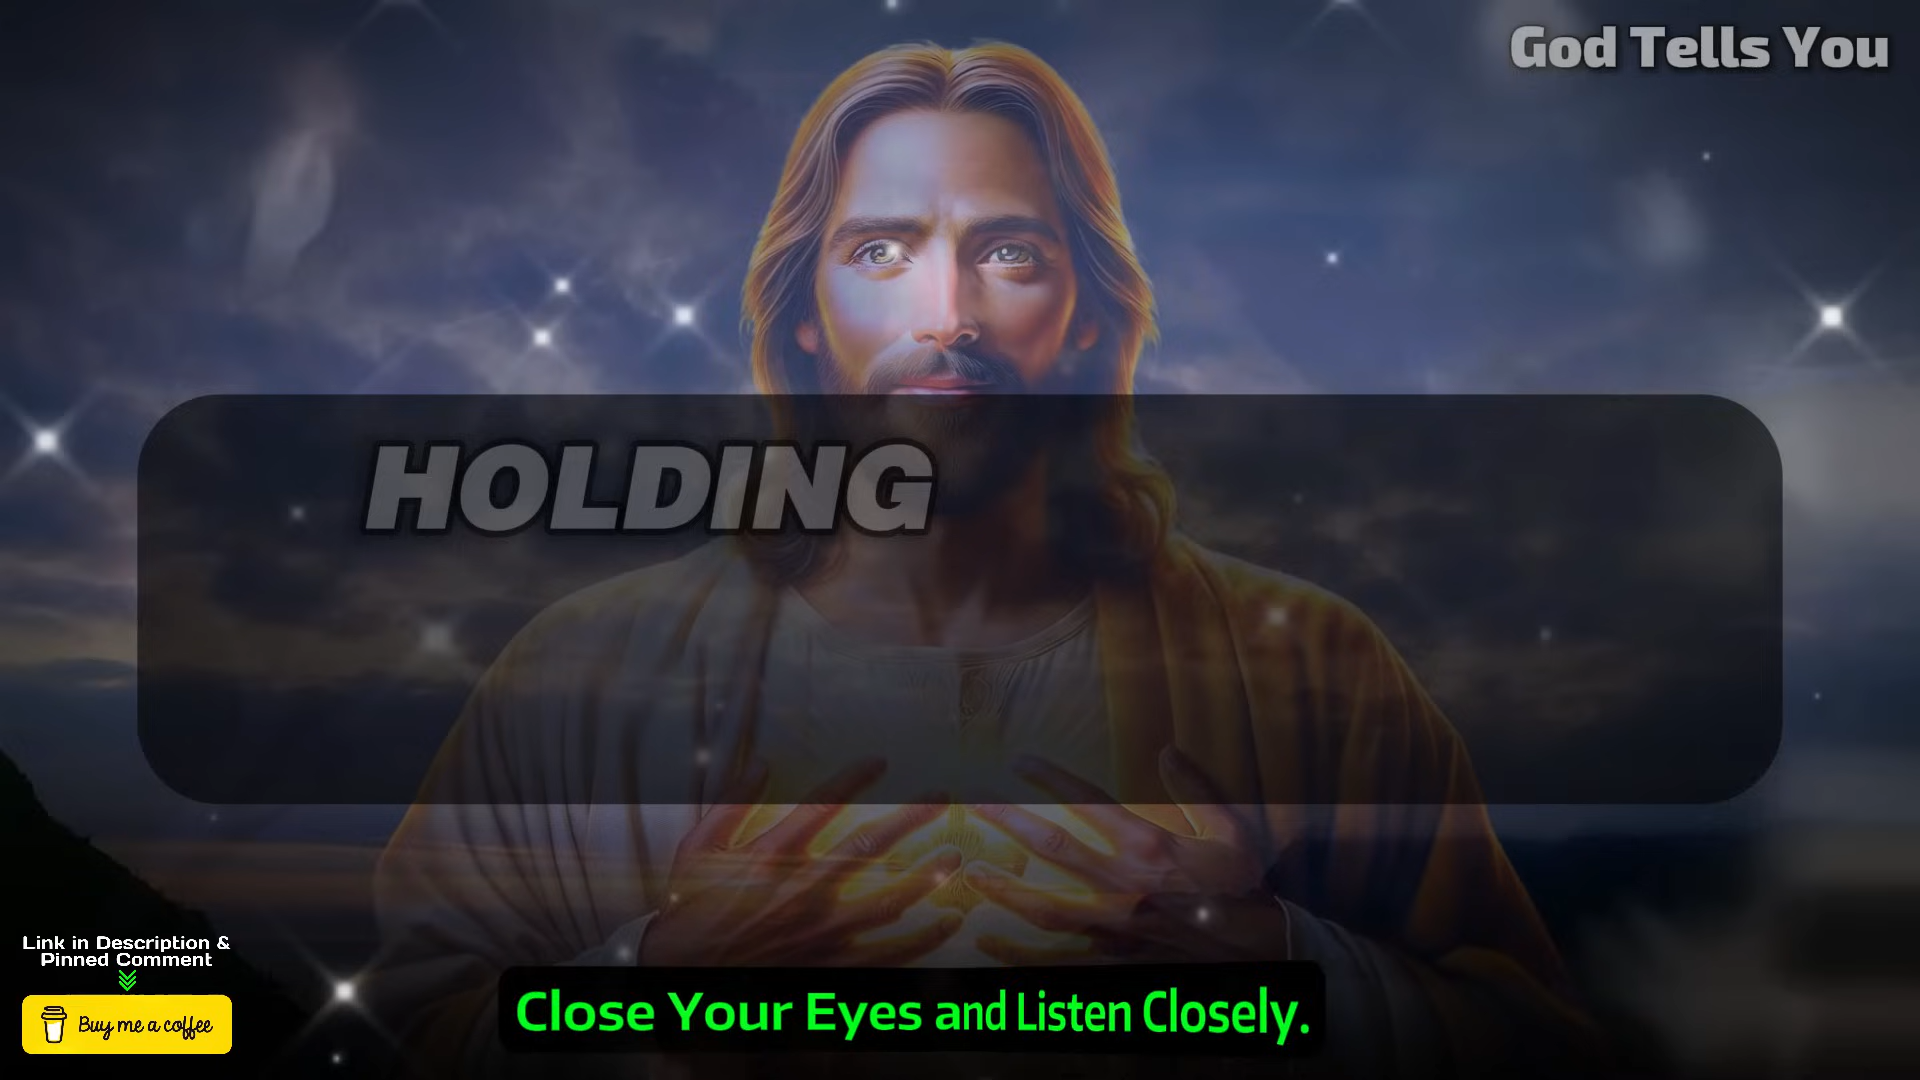 God Tells You
HOLDING
Link in Description &
Pinned Comment
Buy me a coffee
Close Your Eyes and Listen Closely.